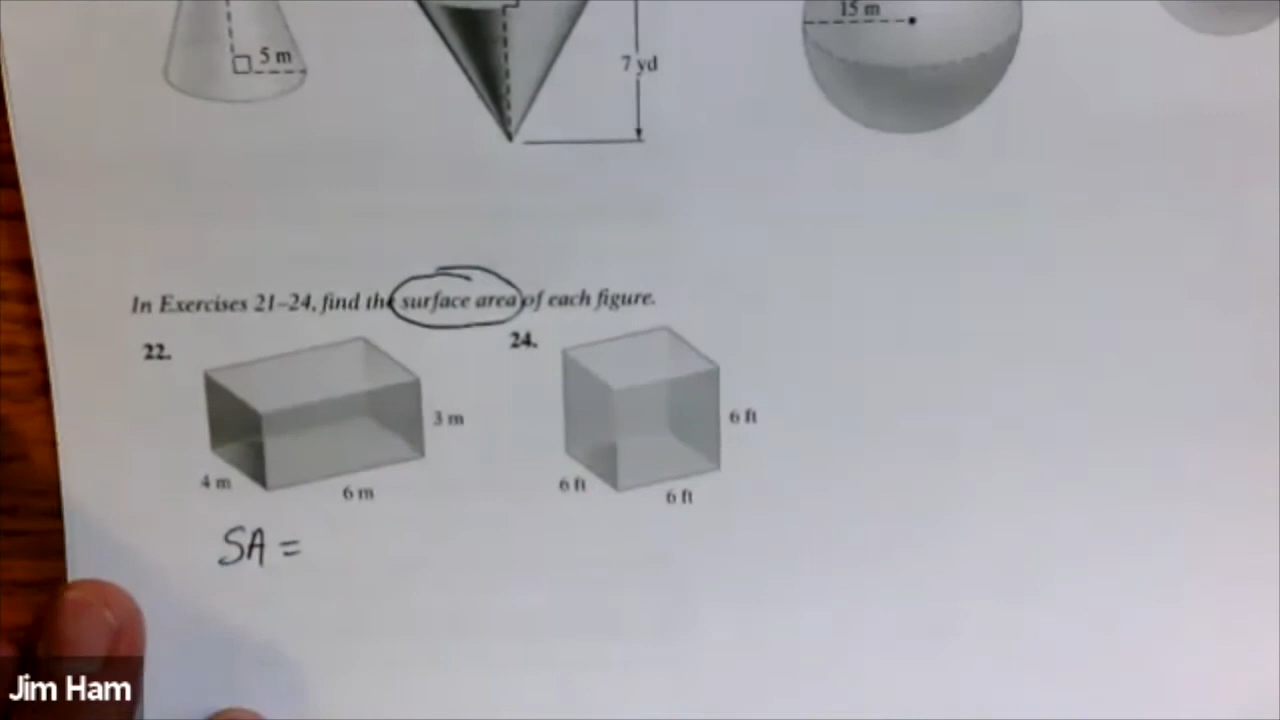 15 m
5 m
7 yd
In Exercises 21–24, find the surface area of each figure.
22.
24.
3 m
6 ft
4 m
6 m
6 ft
6 ft
SA =
Jim Ham